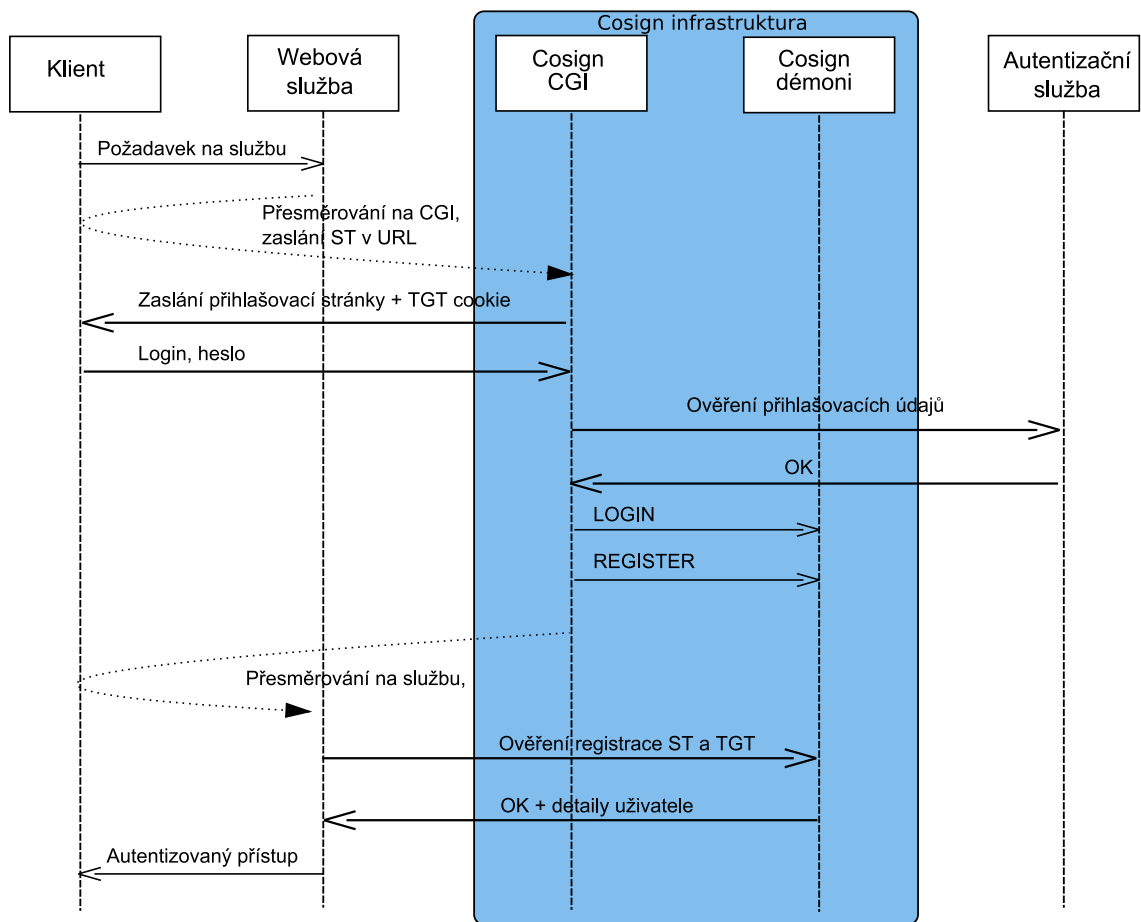 Cosign infrastruktura
Klient
Webová
služba
Cosign
CGI
Cosign
démoni
Autentizační
služba
Požadavek na službu
Přesměrování na CGI,
zaslání ST v URL
Zaslání přihlašovací stránky + TGT cookie
Login, heslo
Ověření přihlašovacích údajů
OK
LOGIN
REGISTER
Přesměrování na službu,
Ověření registrace ST a TGT
OK + detaily uživatele
Autentizovaný přístup